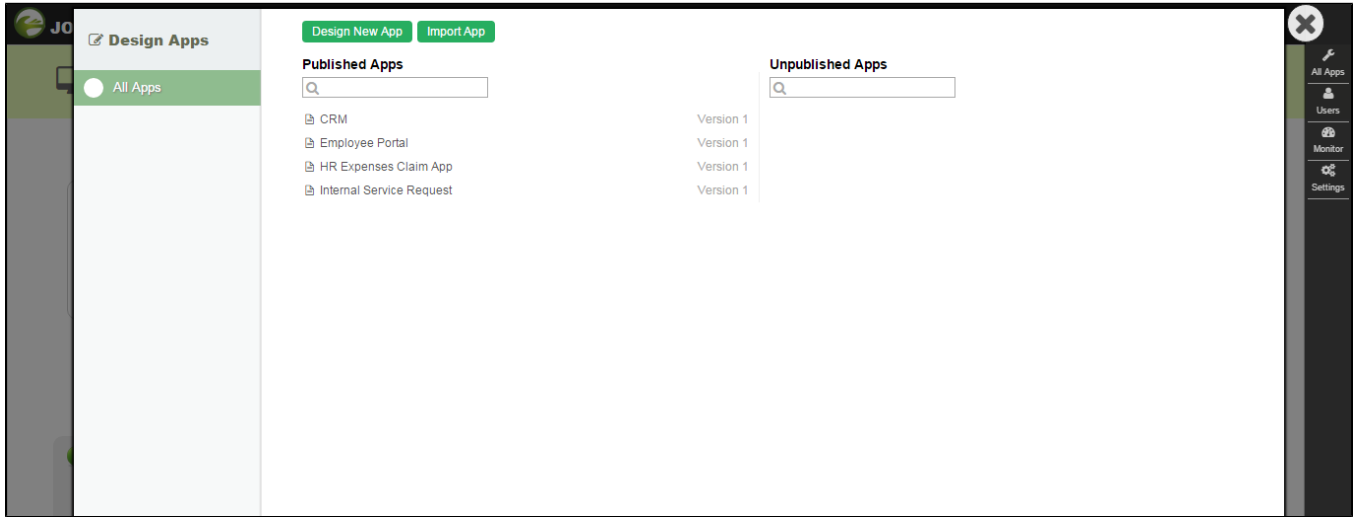 JO
Design Apps
All Apps
Design New App
Import App
Published Apps
Unpublished Apps
CRM Version 1
Employee Portal Version 1
HR Expenses Claim App Version 1
Internal Service Request Version 1
All Apps
Users
Monitor
Settings